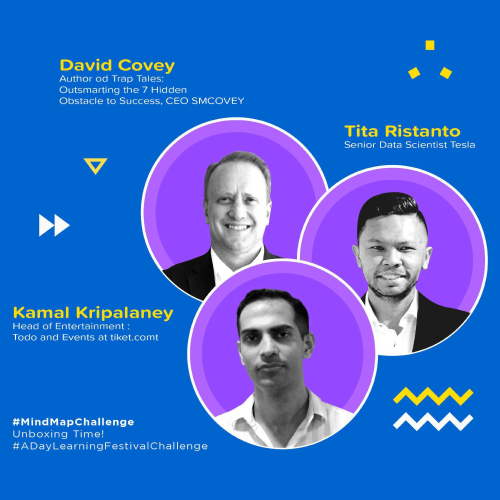 David Covey
Author od Trap Tales:
Outsmarting the 7 Hidden
Obstacle to Success, CEO SMCOVEY
Tita Ristanto
Senior Data Scientist Tesla
Kamal Kripalaney
Head of Entertainment :
Todo and Events at tiket.comt
#MindMapChallenge
Unboxing Time!
#ADayLearningFestivalChallenge